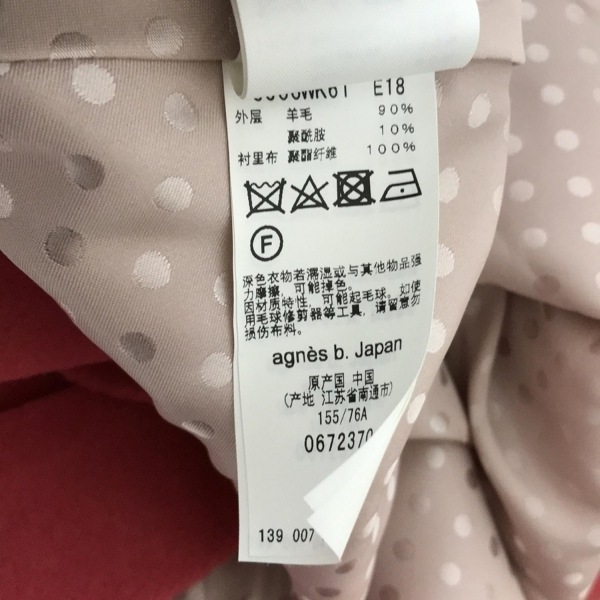 E18
外层 羊毛 90%
聚酰胺 10%
衬里布 聚酯纤维 100%
F
深色衣物若濡湿或与其他物品强
力摩擦，可能掉色。
因材质特性，可能起毛球。如使
用毛球修剪器等工具，请留意勿
损伤布料。
agnès b. Japan
原产国 中国
(产地 江苏省南通市)
155/76A
0672370
139 007